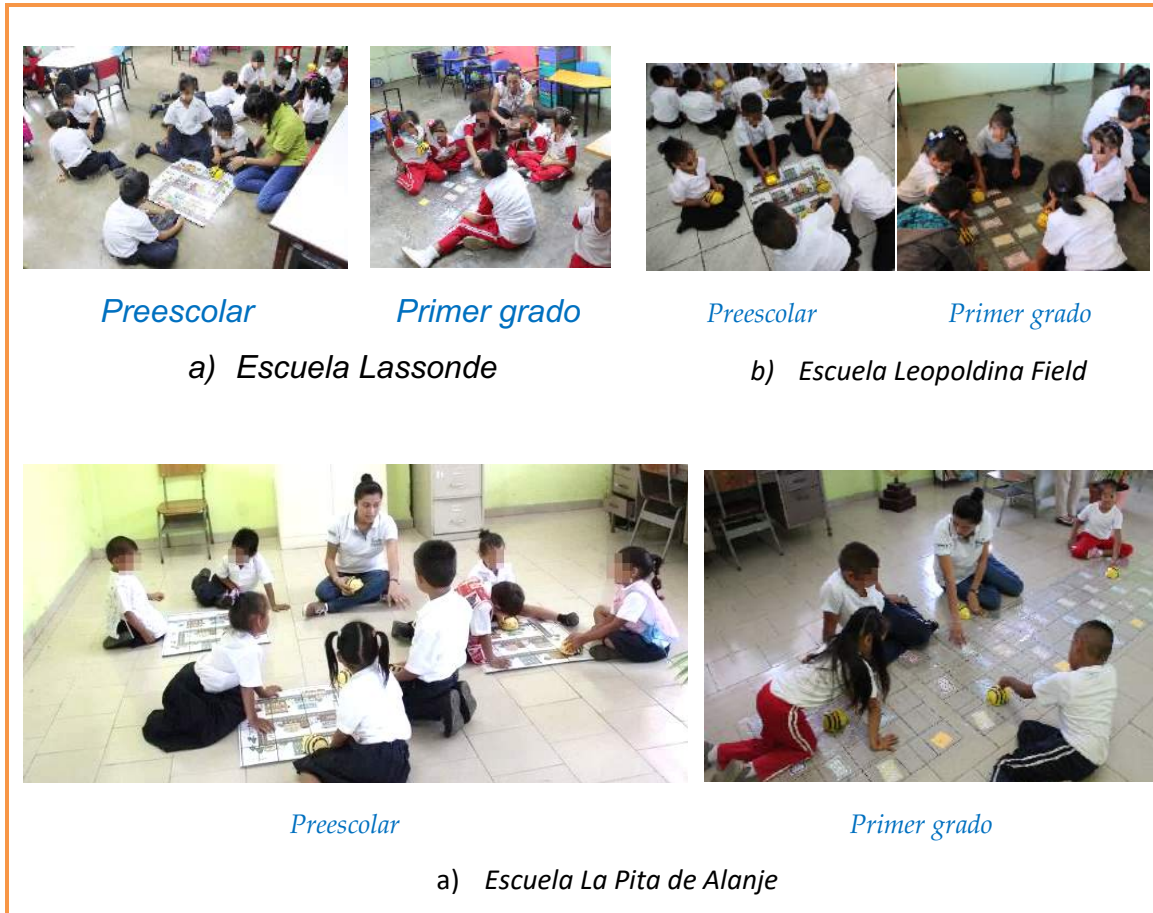 Preescolar Primer grado
a) Escuela Lassonde
Preescolar Primer grado
b) Escuela Leopoldina Field
Preescolar Primer grado
a) Escuela La Pita de Alanje